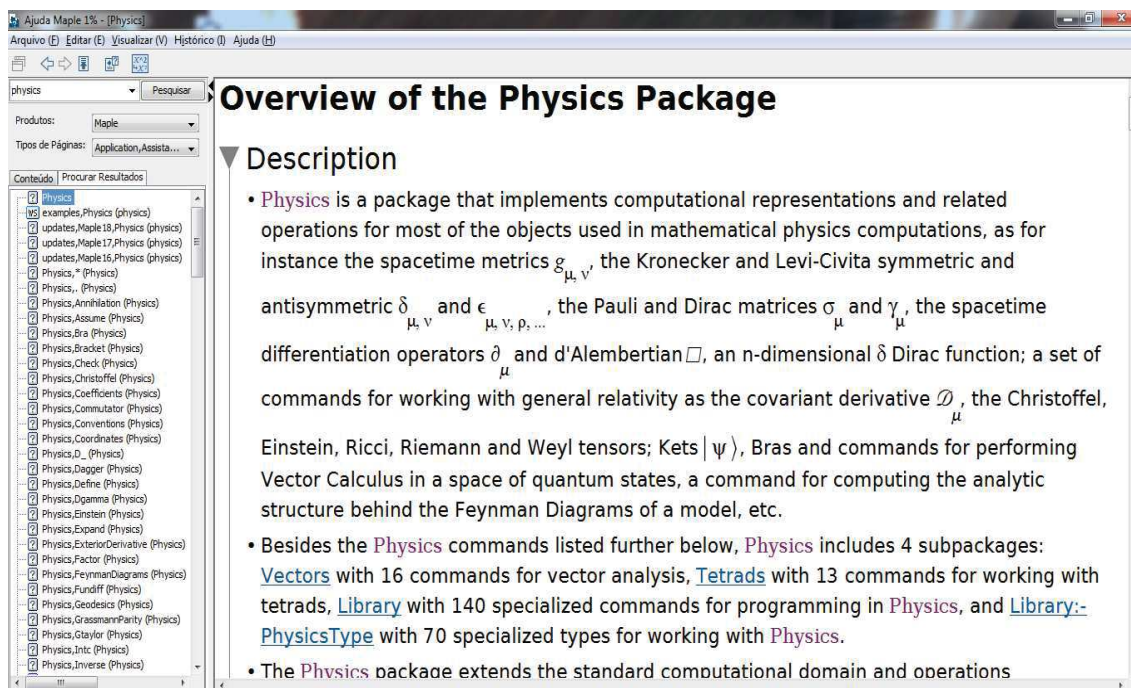 Ajuda Maple 1% - [Physics]
Arquivo (F) Editar (E) Visualizar (V) Histórico (I) Ajuda (H)
physics Pesquisar
Produtos: Maple
Tipos de Páginas: Application,Assista...
Conteúdo Procurar Resultados
Physics
examples,Physics (physics)
updates,Maple18,Physics (physics)
updates,Maple17,Physics (physics)
updates,Maple16,Physics (physics)
Physics,* (Physics)
Physics,. (Physics)
Physics,Annihilation (Physics)
Physics,Assume (Physics)
Physics,Bra (Physics)
Physics,Bracket (Physics)
Physics,Check (Physics)
Physics,Christoffel (Physics)
Physics,Coefficients (Physics)
Physics,Commutator (Physics)
Physics,Conventions (Physics)
Physics,Coordinates (Physics)
Physics,D_ (Physics)
Physics,Dagger (Physics)
Physics,Define (Physics)
Physics,Dgamma (Physics)
Physics,Einstein (Physics)
Physics,Expand (Physics)
Physics,ExteriorDerivative (Physics)
Physics,Factor (Physics)
Physics,FeynmanDiagrams (Physics)
Physics,Fundiff (Physics)
Physics,Geodesics (Physics)
Physics,GrassmannParity (Physics)
Physics,Gtaylor (Physics)
Physics,Intc (Physics)
Physics,Inverse (Physics)
Overview of the Physics Package
Description
• Physics is a package that implements computational representations and related
operations for most of the objects used in mathematical physics computations, as for
instance the spacetime metrics g_μ, ν, the Kronecker and Levi-Civita symmetric and
antisymmetric δ_μ, ν and ϵ_μ, ν, ρ, ..., the Pauli and Dirac matrices σ_μ and γ_μ, the spacetime
differentiation operators ∂_μ and d'Alembertian □, an n-dimensional δ Dirac function; a set of
commands for working with general relativity as the covariant derivative 𝒟_μ, the Christoffel,
Einstein, Ricci, Riemann and Weyl tensors; Kets |ψ⟩, Bras and commands for performing
Vector Calculus in a space of quantum states, a command for computing the analytic
structure behind the Feynman Diagrams of a model, etc.
• Besides the Physics commands listed further below, Physics includes 4 subpackages:
Vectors with 16 commands for vector analysis, Tetrads with 13 commands for working with
tetrads, Library with 140 specialized commands for programming in Physics, and Library:-
PhysicsType with 70 specialized types for working with Physics.
• The Physics package extends the standard computational domain and operations